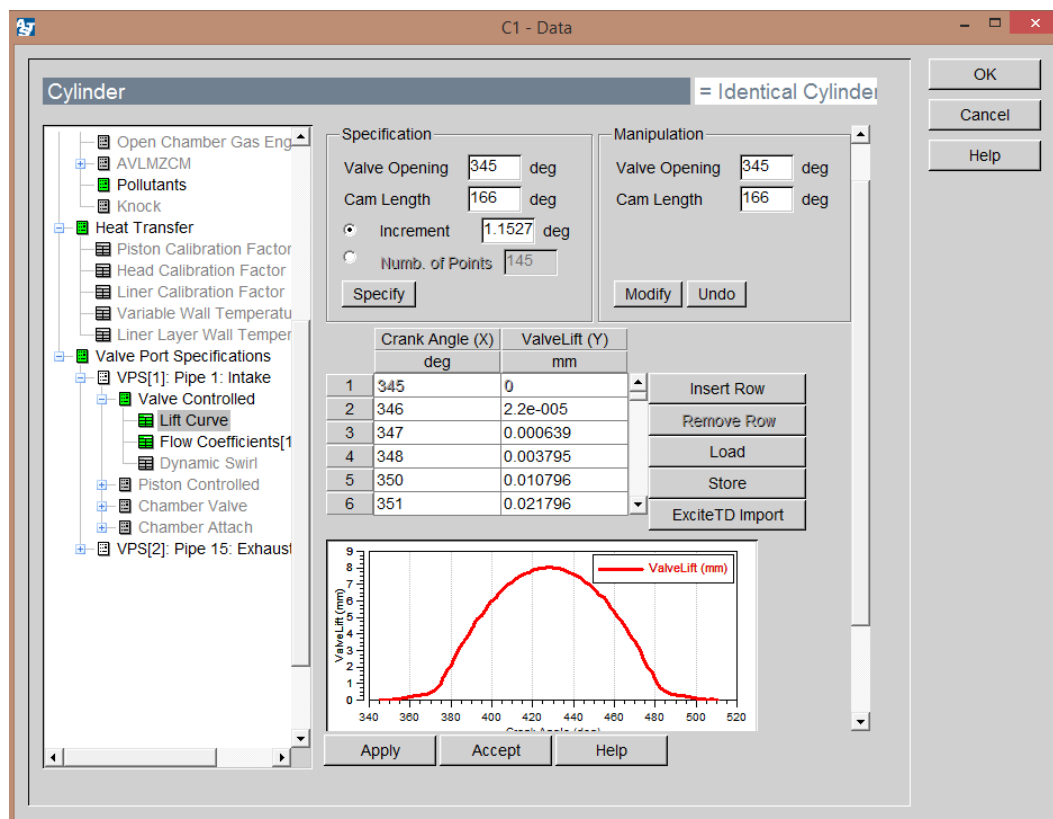 C1 - Data
Cylinder
= Identical Cylinder
OK
Cancel
Help
Open Chamber Gas Eng
AVLMZCM
Pollutants
Knock
Heat Transfer
Piston Calibration Factor
Head Calibration Factor
Liner Calibration Factor
Variable Wall Temperatu
Liner Layer Wall Temper
Valve Port Specifications
VPS[1]: Pipe 1: Intake
Valve Controlled
Lift Curve
Flow Coefficients[1
Dynamic Swirl
Piston Controlled
Chamber Valve
Chamber Attach
VPS[2]: Pipe 15: Exhaust
Specification
Valve Opening 345 deg
Cam Length 166 deg
Increment 1.1527 deg
Numb. of Points 145
Specify
Manipulation
Valve Opening 345 deg
Cam Length 166 deg
Modify Undo
Crank Angle (X) ValveLift (Y)
deg mm
1 345 0
2 346 2.2e-005
3 347 0.000639
4 348 0.003795
5 350 0.010796
6 351 0.021796
Insert Row
Remove Row
Load
Store
ExciteTD Import
ValveLift (mm)
ValveLift (mm)
9
8
7
6
5
4
3
2
1
0
340 360 380 400 420 440 460 480 500 520
Crank Angle (deg)
Apply Accept Help